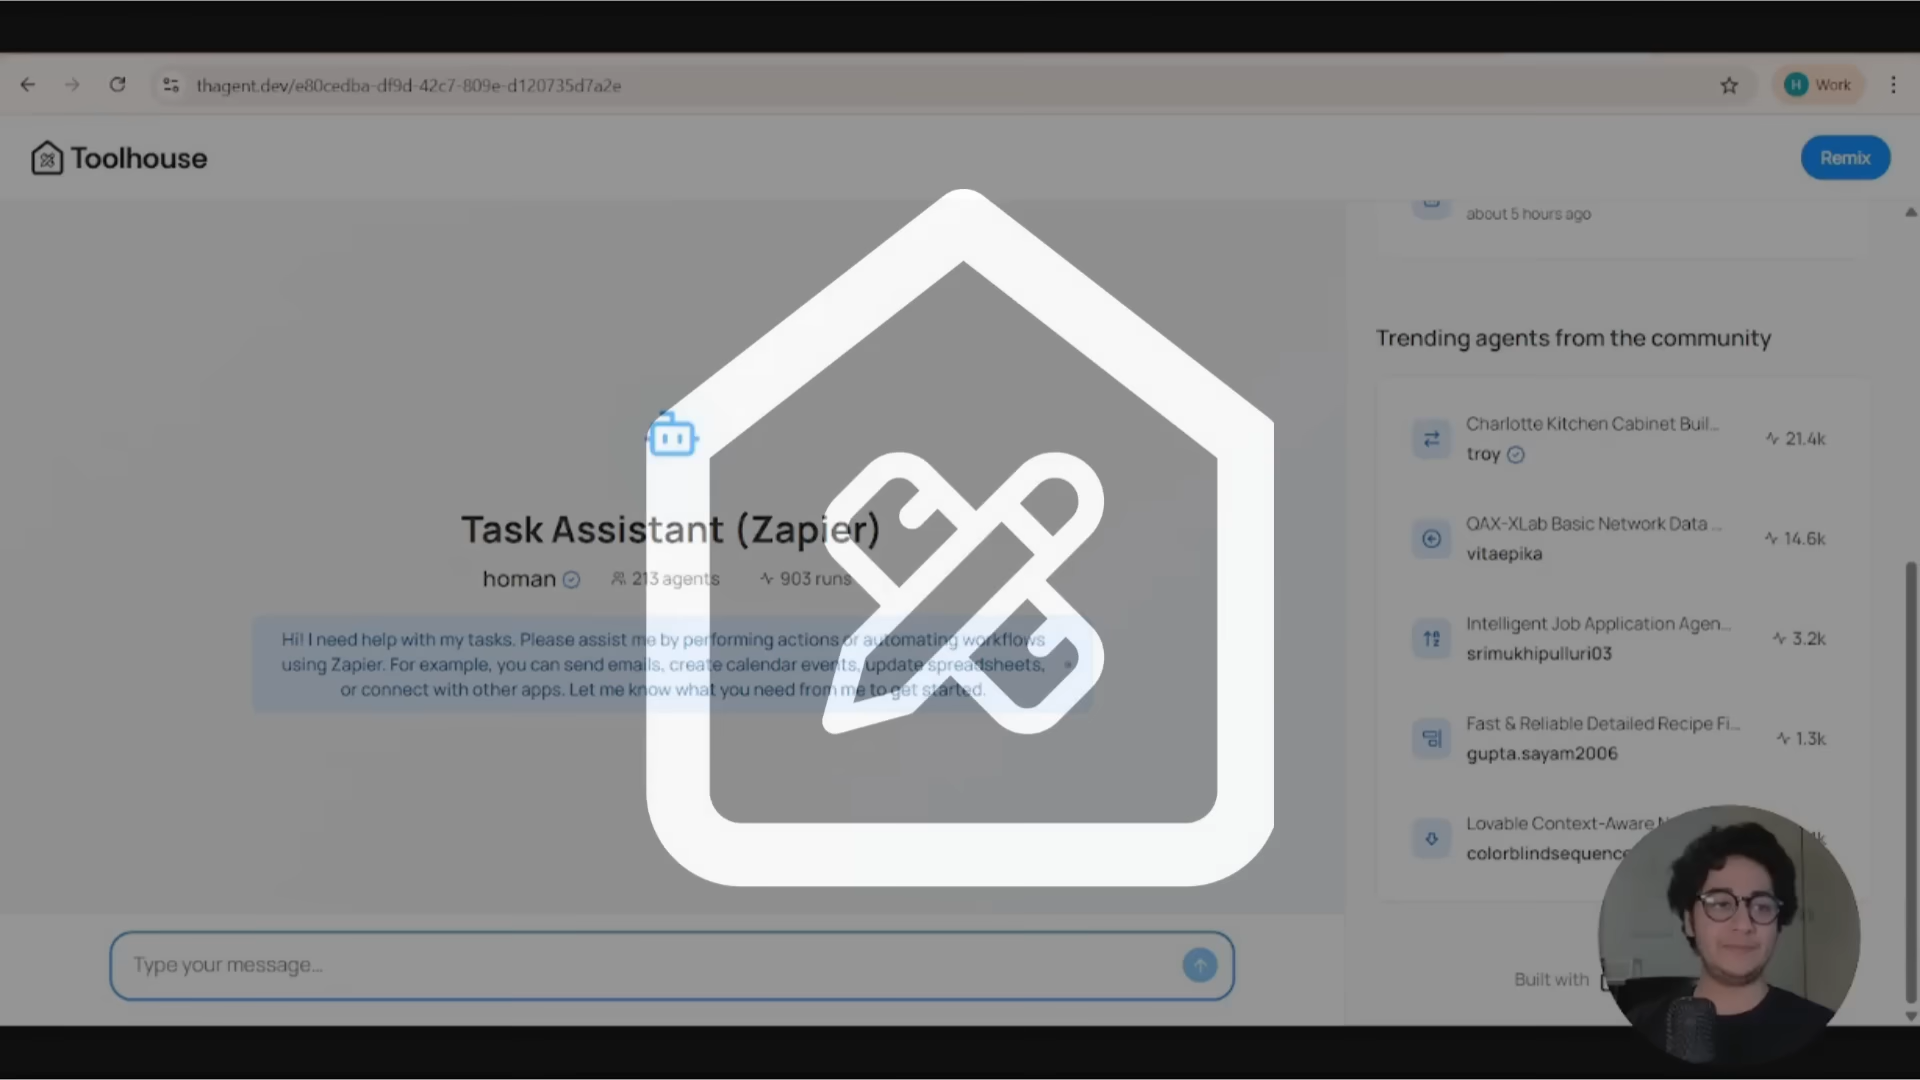 thagent.dev/e80cedba-df9d-42c7-809e-d120735d7a2e
H Work
Toolhouse
Remix
about 5 hours ago
Task Assistant (Zapier)
homan 213 agents 903 runs
Hi! I need help with my tasks. Please assist me by performing actions or automating workflows
using Zapier. For example, you can send emails, create calendar events, update spreadsheets,
or connect with other apps. Let me know what you need from me to get started.
Type your message...
Trending agents from the community
Charlotte Kitchen Cabinet Buil...
troy
21.4k
QAX-XLab Basic Network Data ...
vitaepika
14.6k
Intelligent Job Application Agen...
srimukhipulluri03
3.2k
Fast & Reliable Detailed Recipe Fi...
gupta.sayam2006
1.3k
Lovable Context-Aware
colorblindsequence
Built with